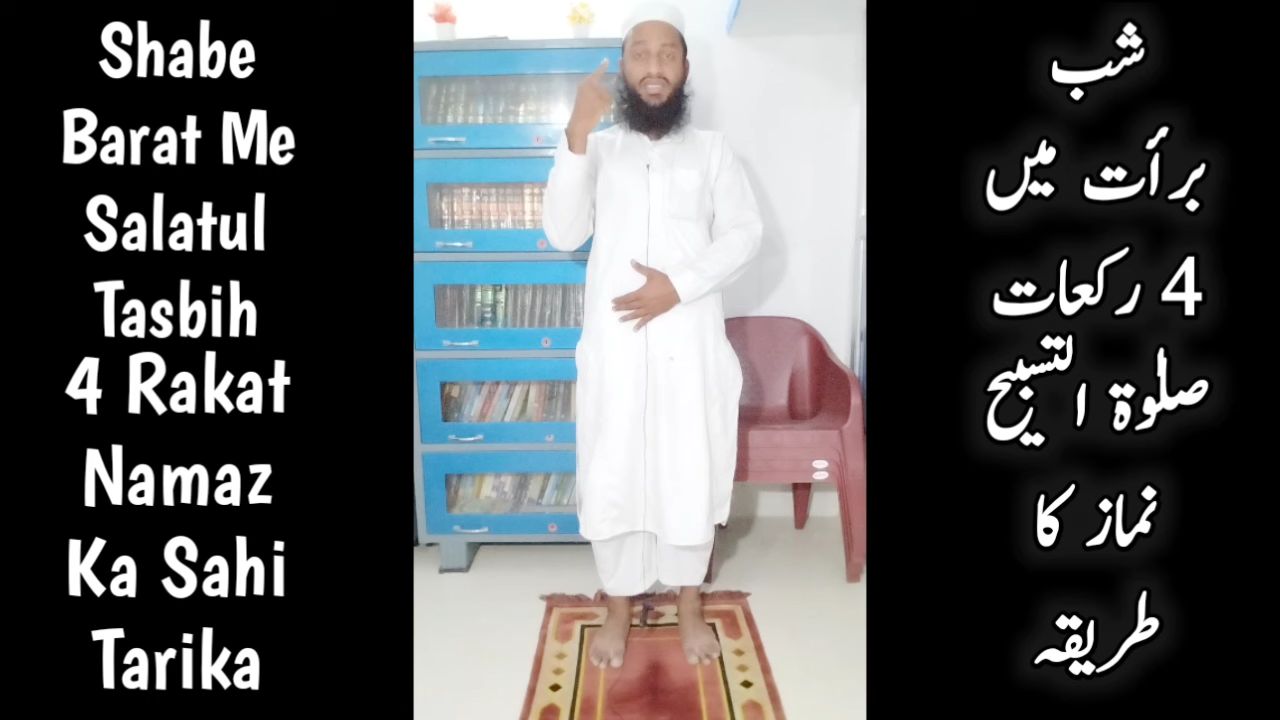 Shabe
Barat Me
Salatul
Tasbih
4 Rakat
Namaz
Ka Sahi
Tarika
شب
برأت میں
4 رکعات
صلوۃ التسبیح
نماز کا
طریقہ